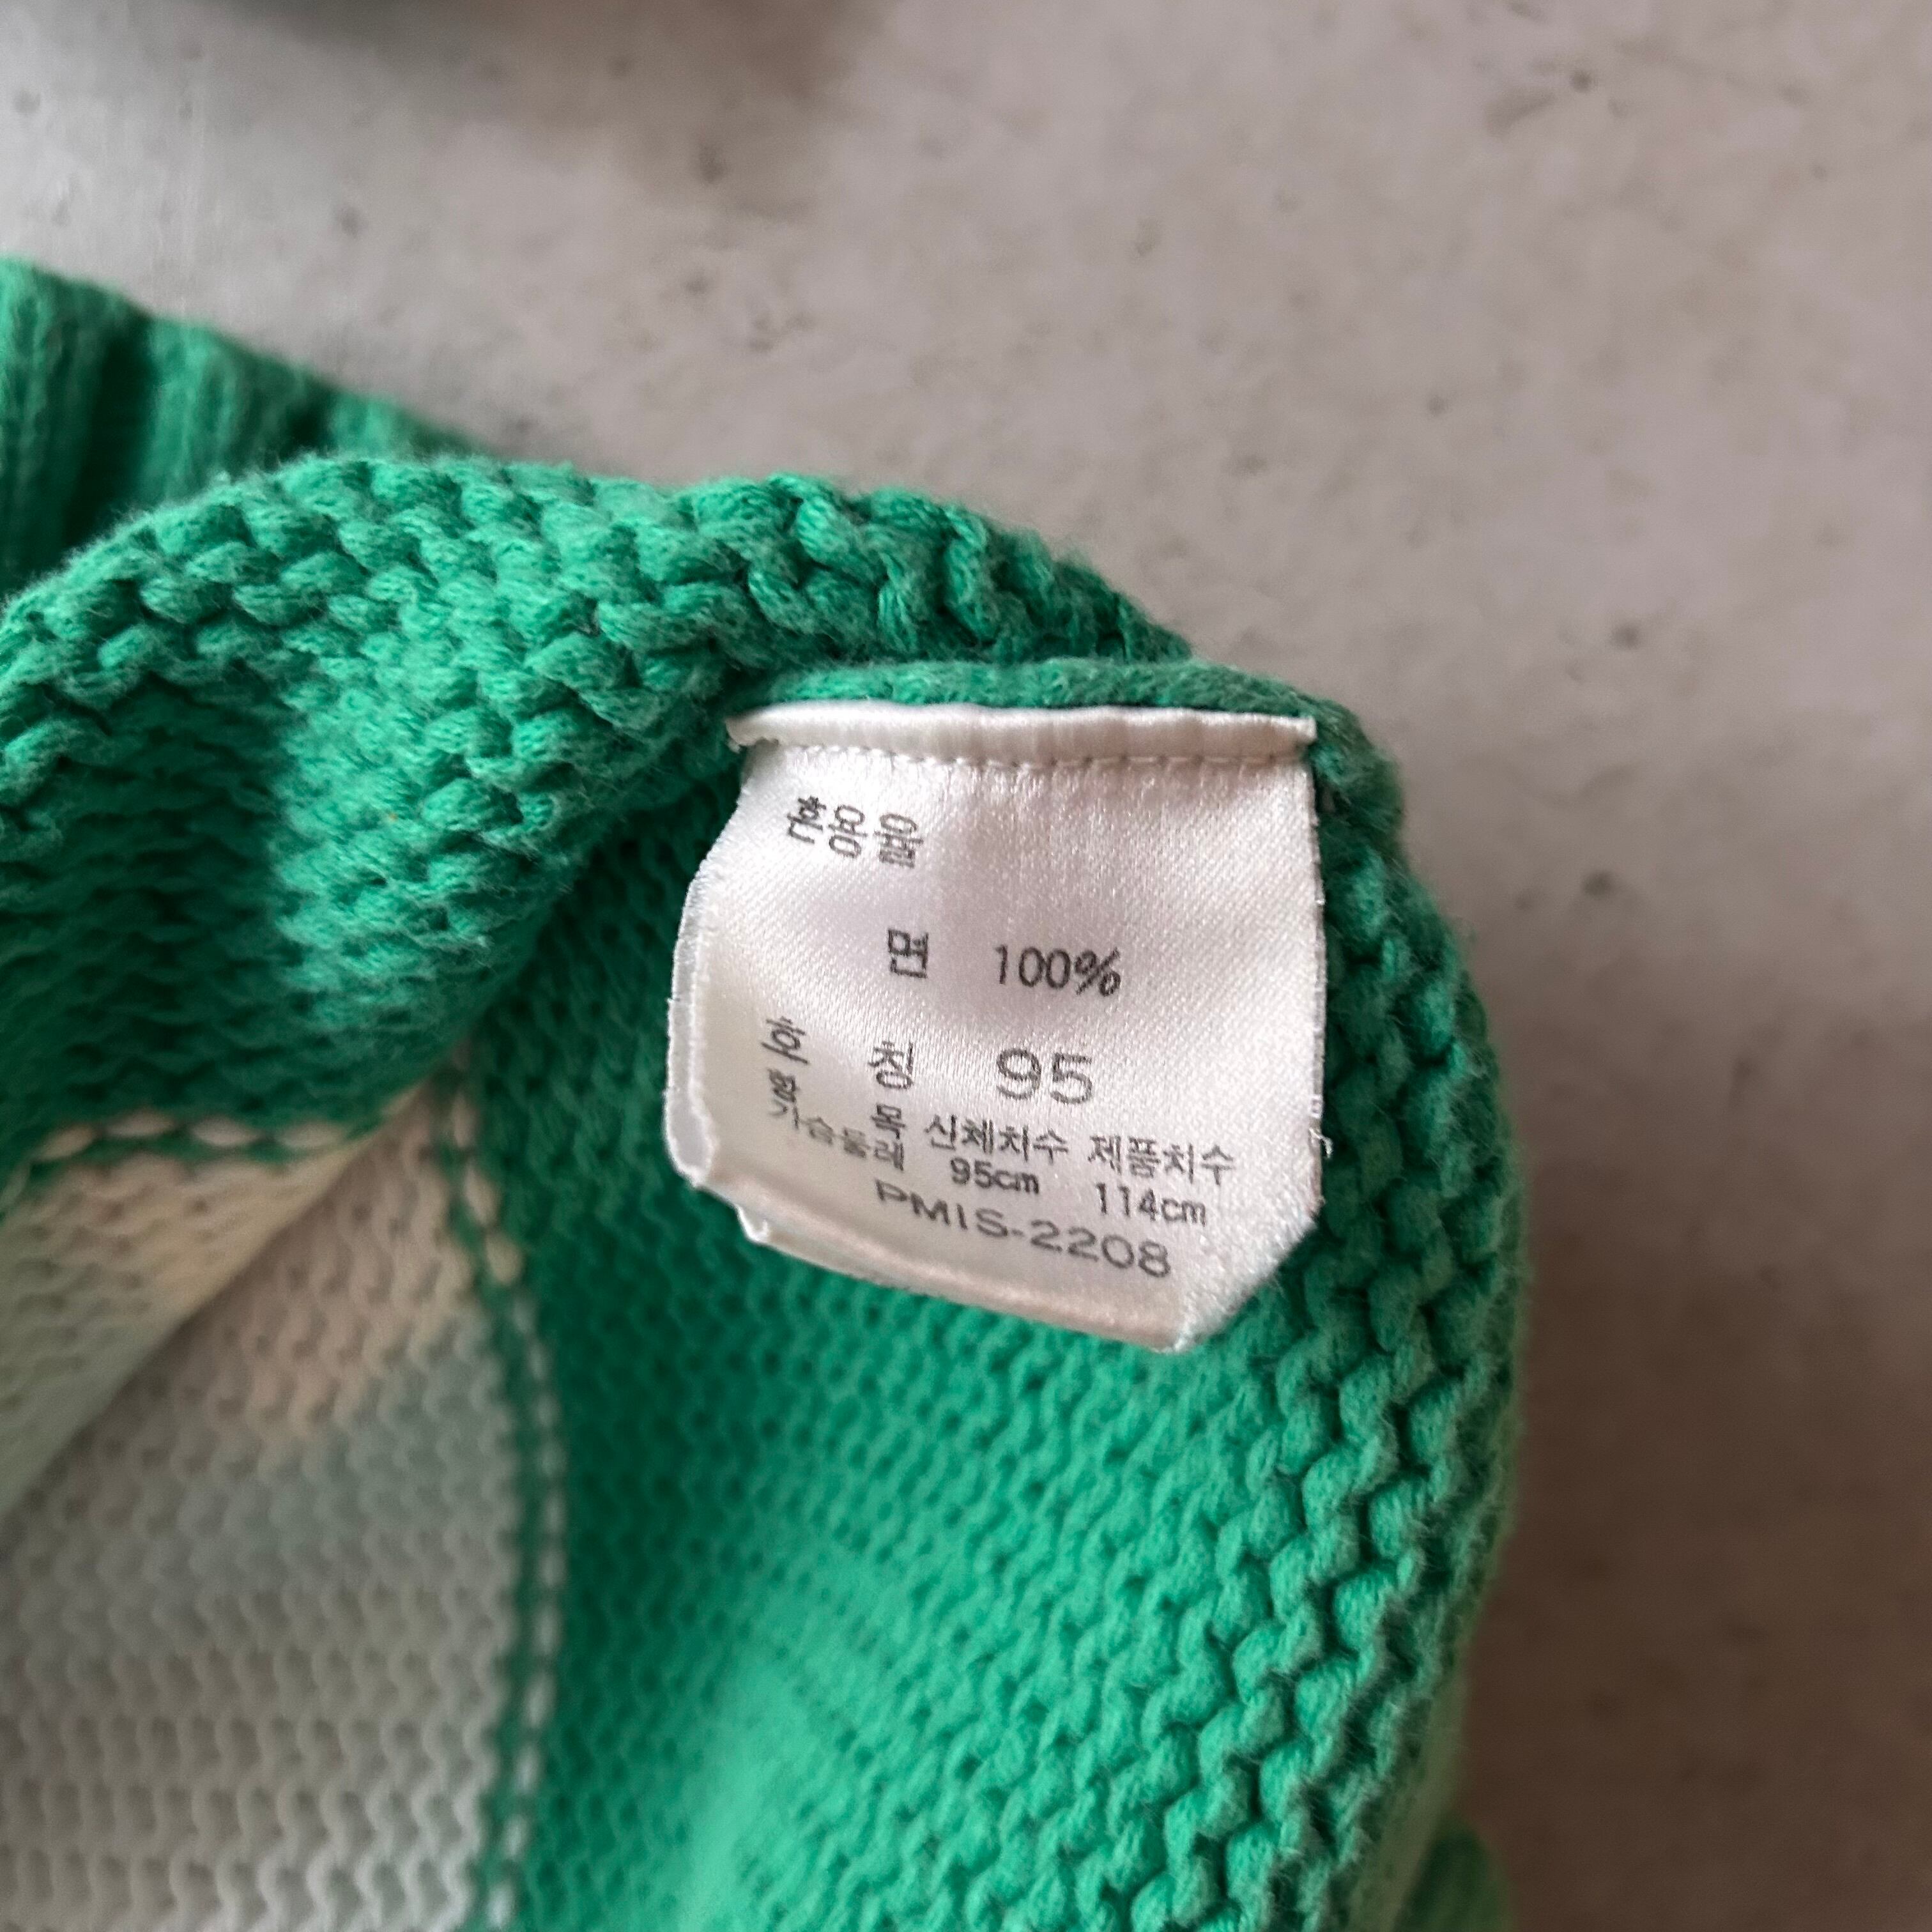 혼용율
면 100%
호칭 95
항목 신체치수 제품치수
가슴둘레 95cm 114cm
PMIS-2208